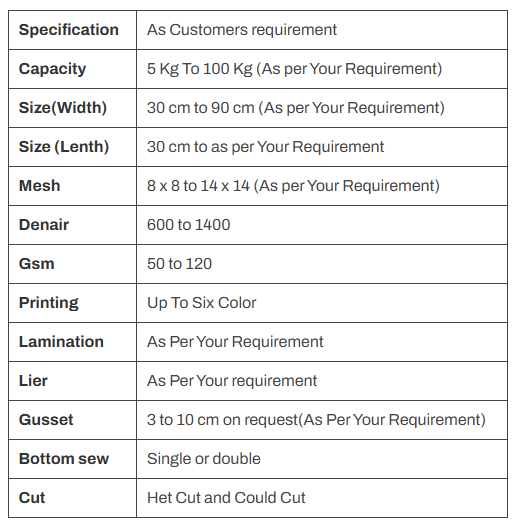 Specification As Customers requirement
Capacity 5 Kg To 100 Kg (As per Your Requirement)
Size(Width) 30 cm to 90 cm (As per Your Requirement)
Size (Lenth) 30 cm to as per Your Requirement
Mesh 8 x 8 to 14 x 14 (As per Your Requirement)
Denair 600 to 1400
Gsm 50 to 120
Printing Up To Six Color
Lamination As Per Your Requirement
Lier As Per Your requirement
Gusset 3 to 10 cm on request(As Per Your Requirement)
Bottom sew Single or double
Cut Het Cut and Could Cut